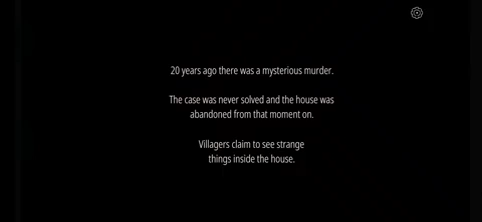 20 years ago there was a mysterious murder.
The case was never solved and the house was
abandoned from that moment on.
Villagers claim to see strange
things inside the house.